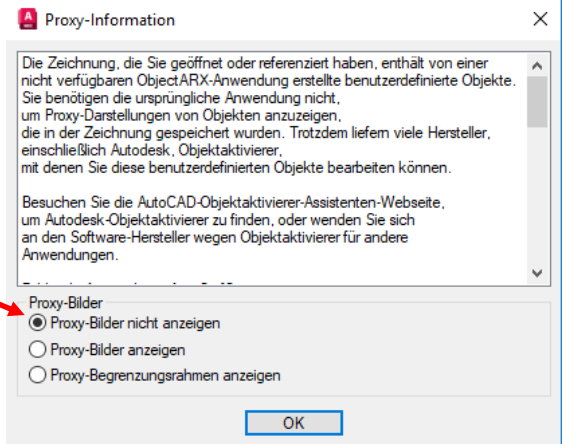 Proxy-Information
Die Zeichnung, die Sie geöffnet oder referenziert haben, enthält von einer
nicht verfügbaren ObjectARX-Anwendung erstellte benutzerdefinierte Objekte.
Sie benötigen die ursprüngliche Anwendung nicht,
um Proxy-Darstellungen von Objekten anzuzeigen,
die in der Zeichnung gespeichert wurden. Trotzdem liefern viele Hersteller,
einschließlich Autodesk, Objektaktivierer,
mit denen Sie diese benutzerdefinierten Objekte bearbeiten können.
Besuchen Sie die AutoCAD-Objektaktivierer-Assistenten-Webseite,
um Autodesk-Objektaktivierer zu finden, oder wenden Sie sich
an den Software-Hersteller wegen Objektaktivierer für andere
Anwendungen.
Proxy-Bilder
Proxy-Bilder nicht anzeigen
Proxy-Bilder anzeigen
Proxy-Begrenzungsrahmen anzeigen
OK